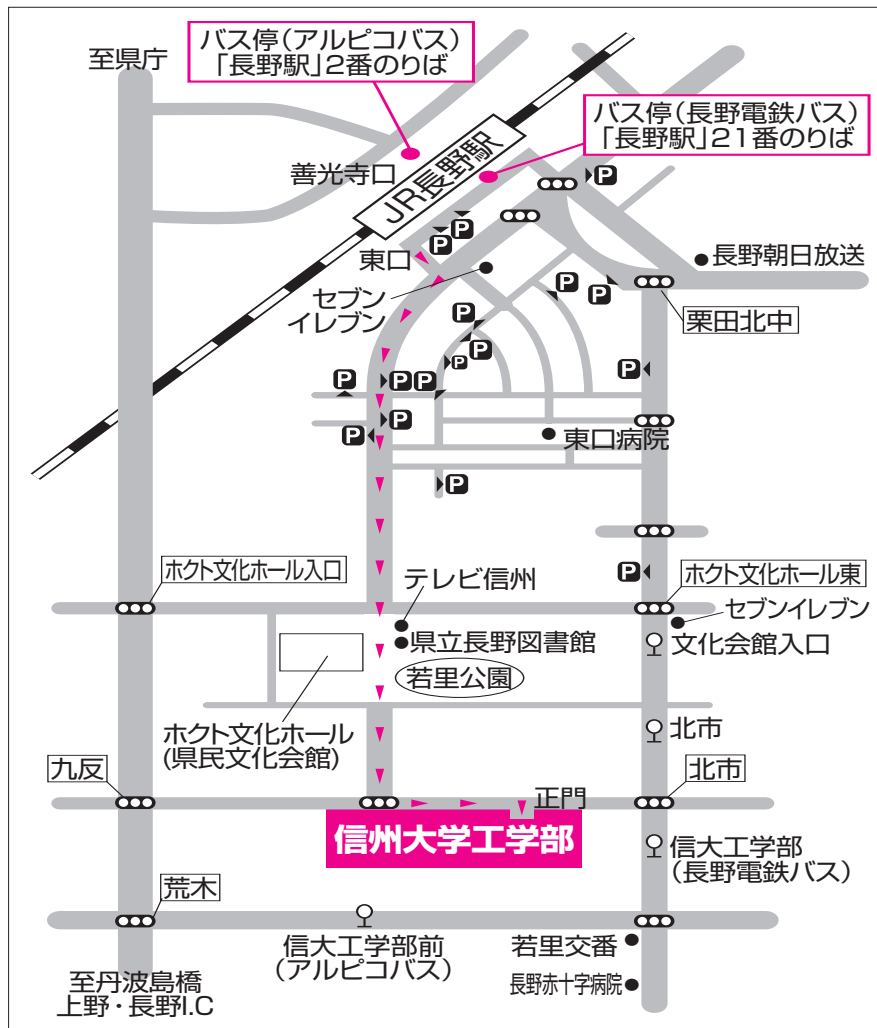 至県庁
バス停(アルピコバス)
「長野駅」2番のりば
バス停(長野電鉄バス)
「長野駅」21番のりば
善光寺口
JR長野駅
P
東口
P
P
セブン
イレブン
長野朝日放送
P
P
栗田北中
P
P
P
P
P
P
P
P
P
東口病院
P
P
ホクト文化ホール入口
テレビ信州
P
ホクト文化ホール東
セブンイレブン
県立長野図書館
文化会館入口
若里公園
ホクト文化ホール
(県民文化会館)
北市
九反
正門
北市
信州大学工学部
信大工学部
(長野電鉄バス)
荒木
信大工学部前
(アルピコバス)
若里交番
長野赤十字病院
至丹波島橋
上野・長野I.C